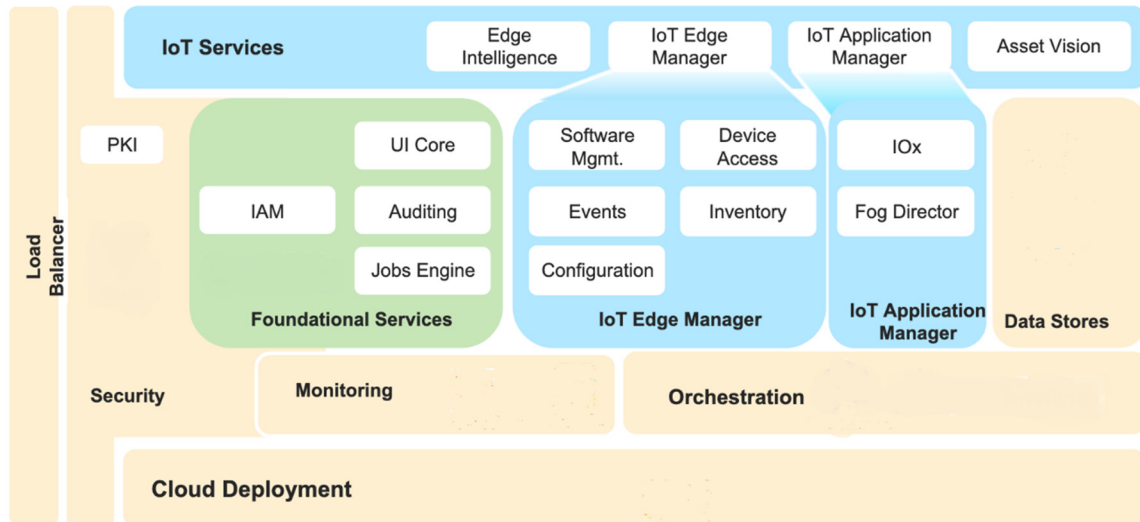 IoT Services
Edge
Intelligence
IoT Edge
Manager
IoT Application
Manager
Asset Vision
Load
Balancer
PKI
UI Core
IAM
Auditing
Jobs Engine
Foundational Services
Software
Mgmt.
Device
Access
Events
Inventory
Configuration
IoT Edge Manager
IOx
Fog Director
IoT Application
Manager
Data Stores
Security
Monitoring
Orchestration
Cloud Deployment